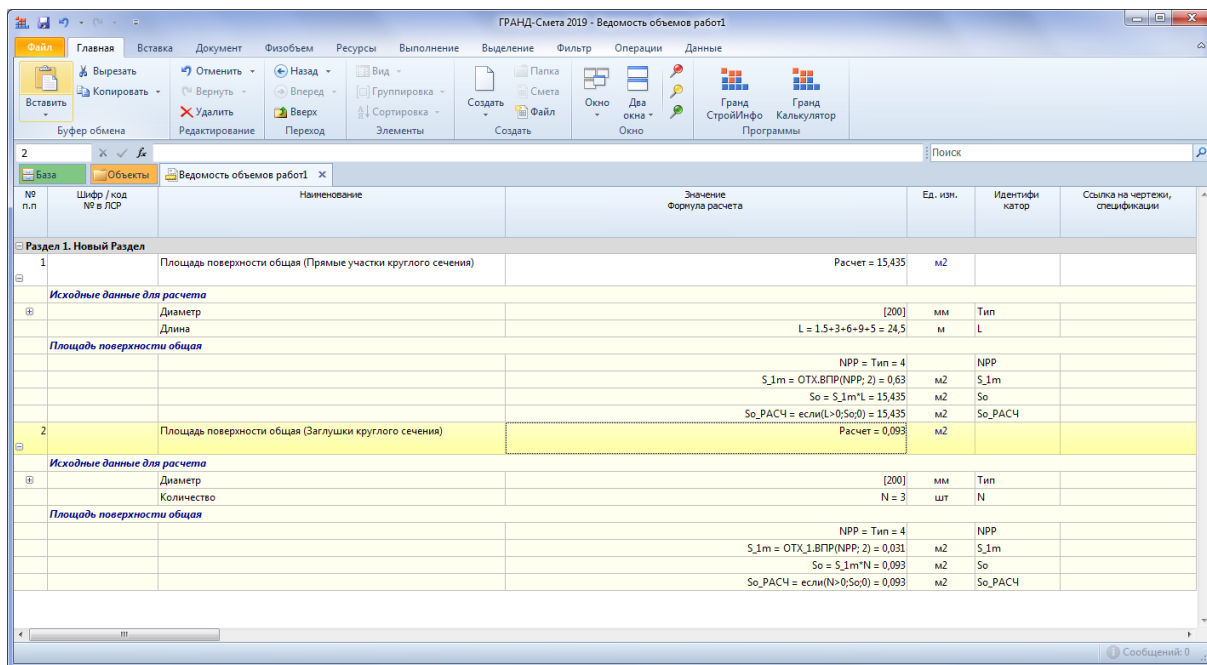 ГРАНД-Смета 2019 - Ведомость объемов работ1
Файл Главная Вставка Документ Физобъем Ресурсы Выполнение Выделение Фильтр Операции Данные
Вставить
Вырезать
Копировать
Буфер обмена
Отменить
Вернуть
Удалить
Редактирование
Назад
Вперед
Вверх
Переход
Вид
Группировка
Сортировка
Элементы
Создать
Папка
Смета
Файл
Создать
Окно
Два окна
Окно
Гранд СтройИнфо
Гранд Калькулятор
Программы
2 fx Поиск
База Объекты Ведомость объемов работ1
№ п.п Шифр / код № в ЛСР Наименование Значение Формула расчета Ед. изм. Идентифи катор Ссылка на чертежи, спецификации
Раздел 1. Новый Раздел
1 Площадь поверхности общая (Прямые участки круглого сечения) Расчет = 15,435 м2
Исходные данные для расчета
Диаметр [200] мм Тип
Длина L = 1.5+3+6+9+5 = 24,5 м L
Площадь поверхности общая
NPP = Тип = 4 NPP
S_1m = ОТХ.ВПР(NPP; 2) = 0,63 м2 S_1m
So = S_1m*L = 15,435 м2 So
So_РАСЧ = если(L>0;So;0) = 15,435 м2 So_РАСЧ
2 Площадь поверхности общая (Заглушки круглого сечения) Расчет = 0,093 м2
Исходные данные для расчета
Диаметр [200] мм Тип
Количество N = 3 шт N
Площадь поверхности общая
NPP = Тип = 4 NPP
S_1m = ОТХ_1.ВПР(NPP; 2) = 0,031 м2 S_1m
So = S_1m*N = 0,093 м2 So
So_РАСЧ = если(N>0;So;0) = 0,093 м2 So_РАСЧ
Сообщений: 0